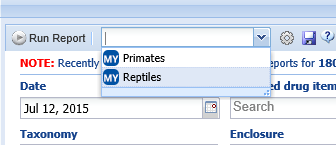 Run Report
MY Primates
NOTE: Recently
ports for 180
MY Reptiles
Date
ed drug item
Jul 12, 2015
Search
Taxonomy
Enclosure